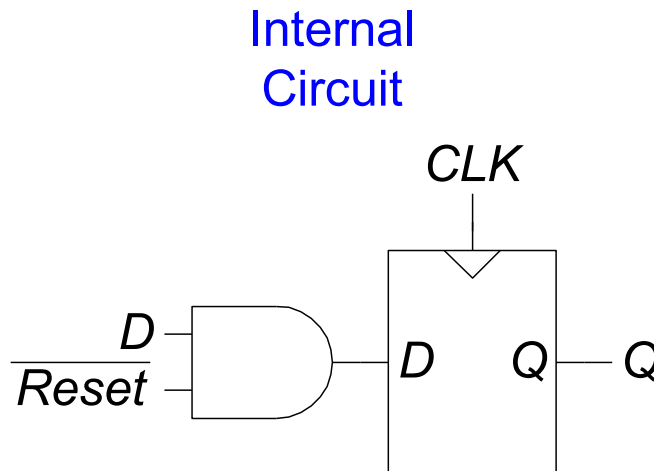 Internal
Circuit
CLK
D
Reset
D Q Q